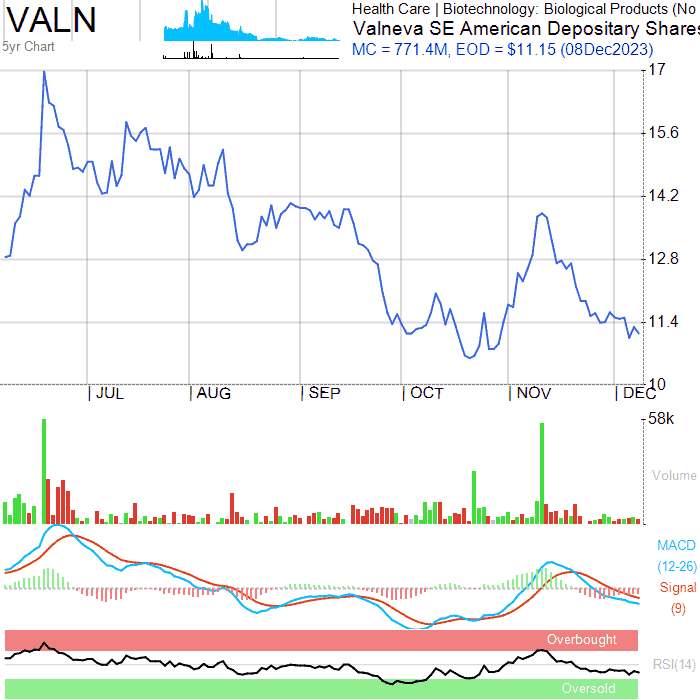 VALN
Health Care | Biotechnology: Biological Products (No
Valneva SE American Depositary Shares
5yr Chart
MC = 771.4M, EOD = $11.15 (08Dec2023)
17
15.6
14.2
12.8
11.4
10
JUL
AUG
SEP
OCT
NOV
DEC
58k
Volume
MACD
(12-26)
Signal
(9)
Overbought
RSI(14)
Oversold